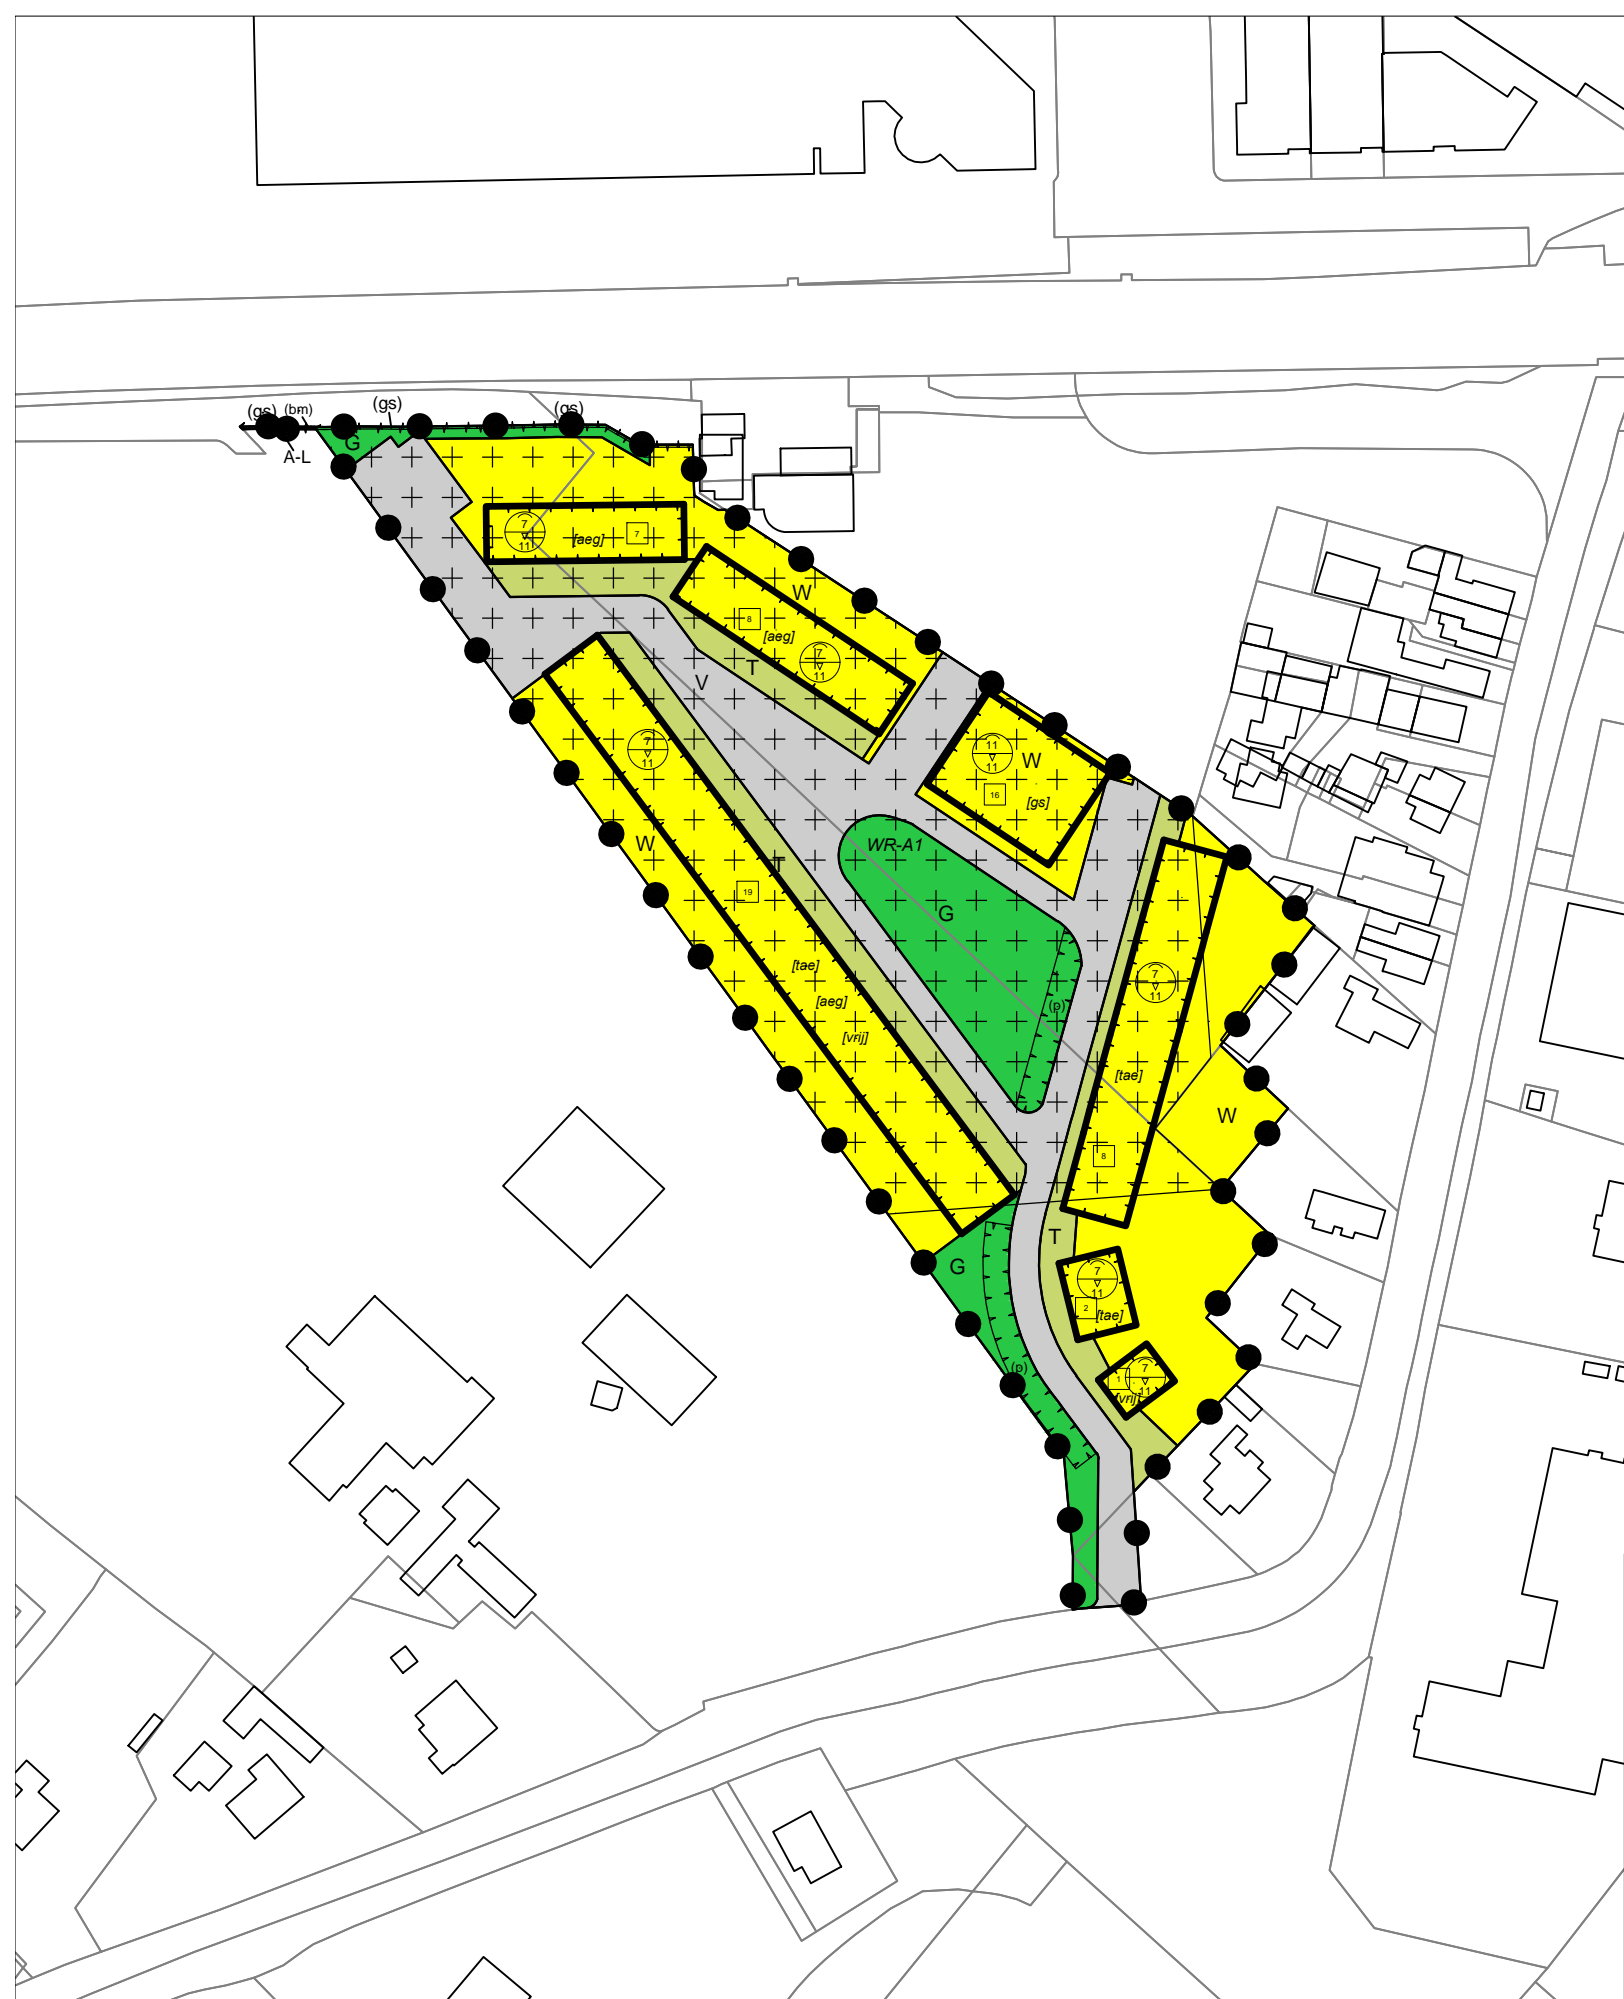 (gs)
(bm)
(gs)
(gs)
G
A-L
7
11
[aeg]
7
W
8
[aeg]
7
11
T
V
7
11
11
11
W
16
[gs]
W
WR-A1
T
19
G
[tae]
7
11
[aeg]
(p)
[vrij]
[tae]
W
8
T
G
7
11
2
[tae]
(p)
7
1
11
[vrij]